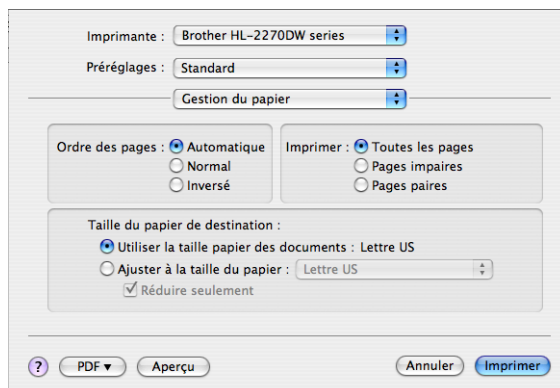 Imprimante : Brother HL-2270DW series
Préréglages : Standard
Gestion du papier
Ordre des pages : Automatique
Normal
Inversé
Imprimer : Toutes les pages
Pages impaires
Pages paires
Taille du papier de destination :
Utiliser la taille papier des documents : Lettre US
Ajuster à la taille du papier : Lettre US
Réduire seulement
? PDF ▾ Aperçu Annuler Imprimer